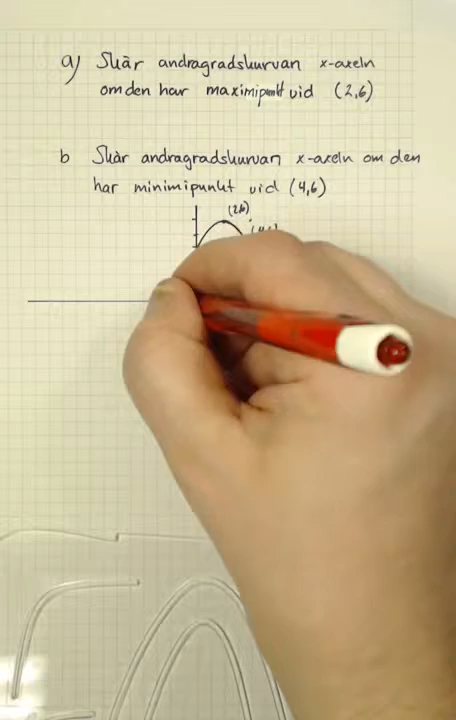 a) Skär andragradskurvan x-axeln
om den har maximipunkt vid (2,6)
b Skär andragradskurvan x-axeln om den
har minimipunkt vid (4,6)
(2,6)